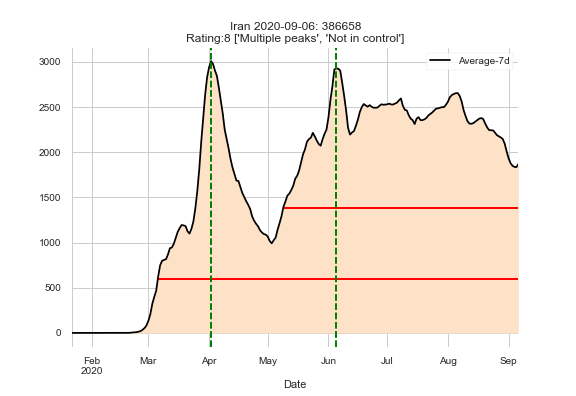 Iran 2020-09-06: 386658
Rating:8 ['Multiple peaks', 'Not in control']
Average-7d
3000
2500
2000
1500
1000
500
0
Feb Mar Apr May Jun Jul Aug Sep
2020
Date